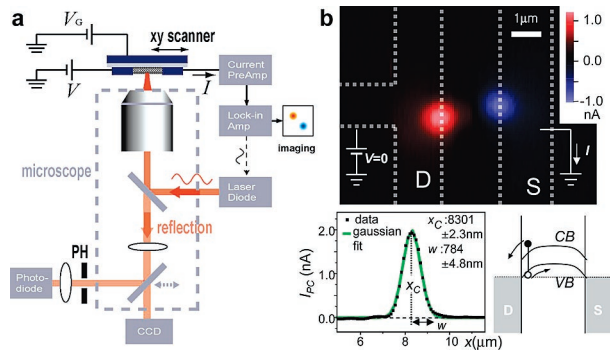 a
V_G
xy scanner
V
I
Current
PreAmp
Lock-in
Amp
imaging
microscope
Laser
Diode
reflection
PH
Photo-
diode
CCD
b
1μm
1.0
0.0
-1.0
nA
V=0
D
S
I
data
gaussian
fit
x_C:8301
±2.3nm
w:784
±4.8nm
I_PC (nA)
2.0
1.0
0.0
x_C
w
6
8
10
x(μm)
CB
VB
D
S